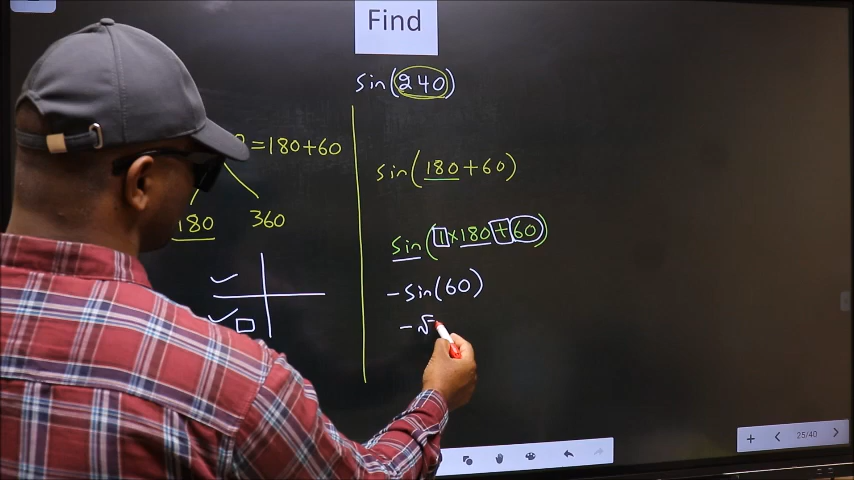 Find
sin(240)
= 180+60
180 360
sin(180+60)
sin(1×180+60)
-sin(60)
-√
25/40